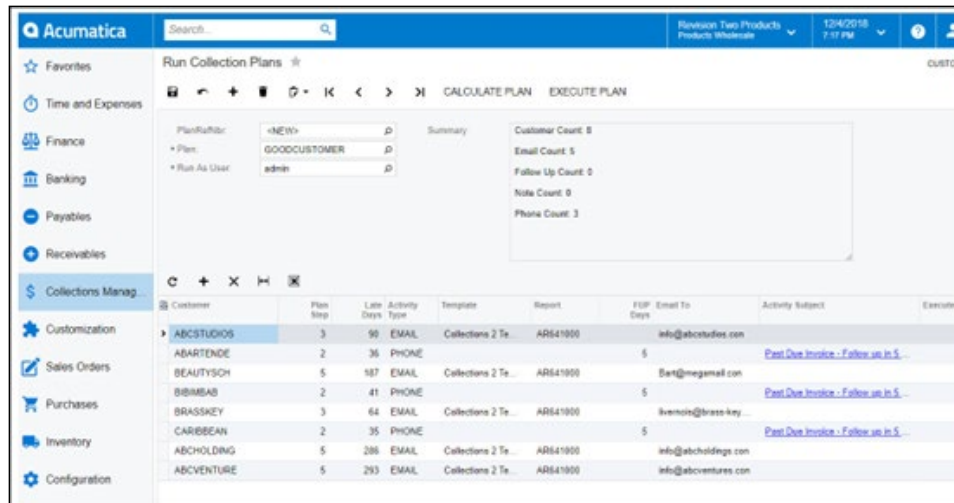 Acumatica
Search...
Revision Two Products
Products Wholesale
12/4/2018
7:17 PM
Favorites
Time and Expenses
Finance
Banking
Payables
Receivables
Collections Manag...
Customization
Sales Orders
Purchases
Inventory
Configuration
Run Collection Plans
CUSTO
CALCULATE PLAN EXECUTE PLAN
PlanRefNbr: <NEW>
* Plan: GOODCUSTOMER
* Run As User: admin
Summary
Customer Count: 8
Email Count: 5
Follow Up Count: 0
Note Count: 0
Phone Count: 3
Customer Plan Step Late Days Activity Type Template Report FUP Days Email To Activity Subject Execute
ABCSTUDIOS 3 90 EMAIL Collections 2 Te... AR641000 info@abcstudios.con
ABARTENDE 2 36 PHONE 5 Past Due Invoice - Follow up in 5 ...
BEAUTYSCH 5 187 EMAIL Collections 2 Te... AR641000 Bart@megamail.con
BIBIMBAB 2 41 PHONE 5 Past Due Invoice - Follow up in 5 ...
BRASSKEY 3 64 EMAIL Collections 2 Te... AR641000 livernois@brass-key...
CARIBBEAN 2 35 PHONE 5 Past Due Invoice - Follow up in 5 ...
ABCHOLDING 5 286 EMAIL Collections 2 Te... AR641000 info@abcholdings.con
ABCVENTURE 5 293 EMAIL Collections 2 Te... AR641000 info@abcventures.con